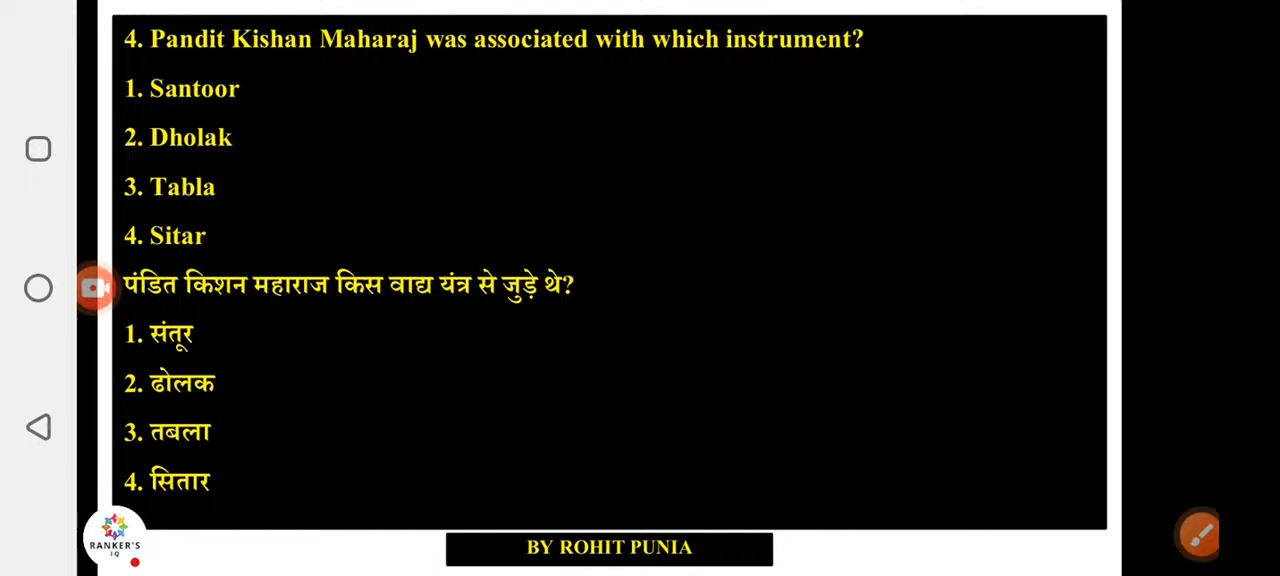 4. Pandit Kishan Maharaj was associated with which instrument?
1. Santoor
2. Dholak
3. Tabla
4. Sitar
पंडित किशन महाराज किस वाद्य यंत्र से जुड़े थे?
1. संतूर
2. ढोलक
3. तबला
4. सितार
RANKER'S
IQ
BY ROHIT PUNIA